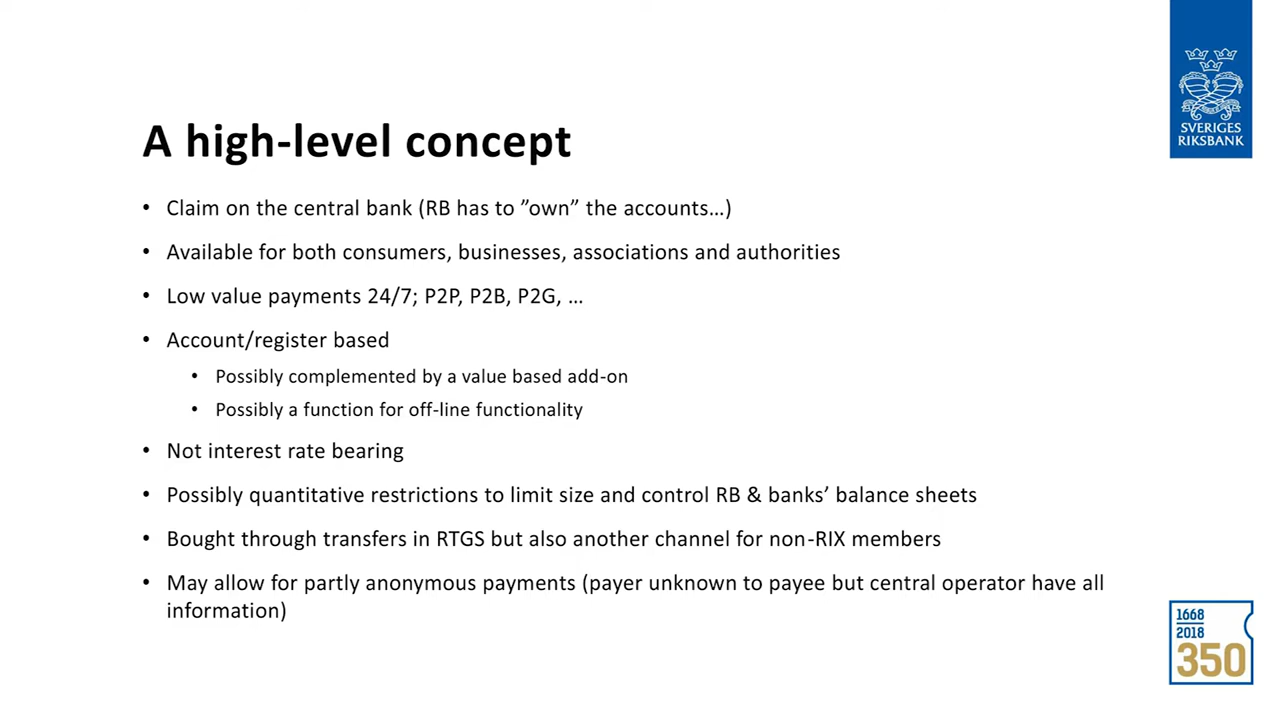 SVERIGES
RIKSBANK
A high-level concept
• Claim on the central bank (RB has to ”own” the accounts…)
• Available for both consumers, businesses, associations and authorities
• Low value payments 24/7; P2P, P2B, P2G, …
• Account/register based
• Possibly complemented by a value based add-on
• Possibly a function for off-line functionality
• Not interest rate bearing
• Possibly quantitative restrictions to limit size and control RB & banks’ balance sheets
• Bought through transfers in RTGS but also another channel for non-RIX members
• May allow for partly anonymous payments (payer unknown to payee but central operator have all
information)
1668
2018
350